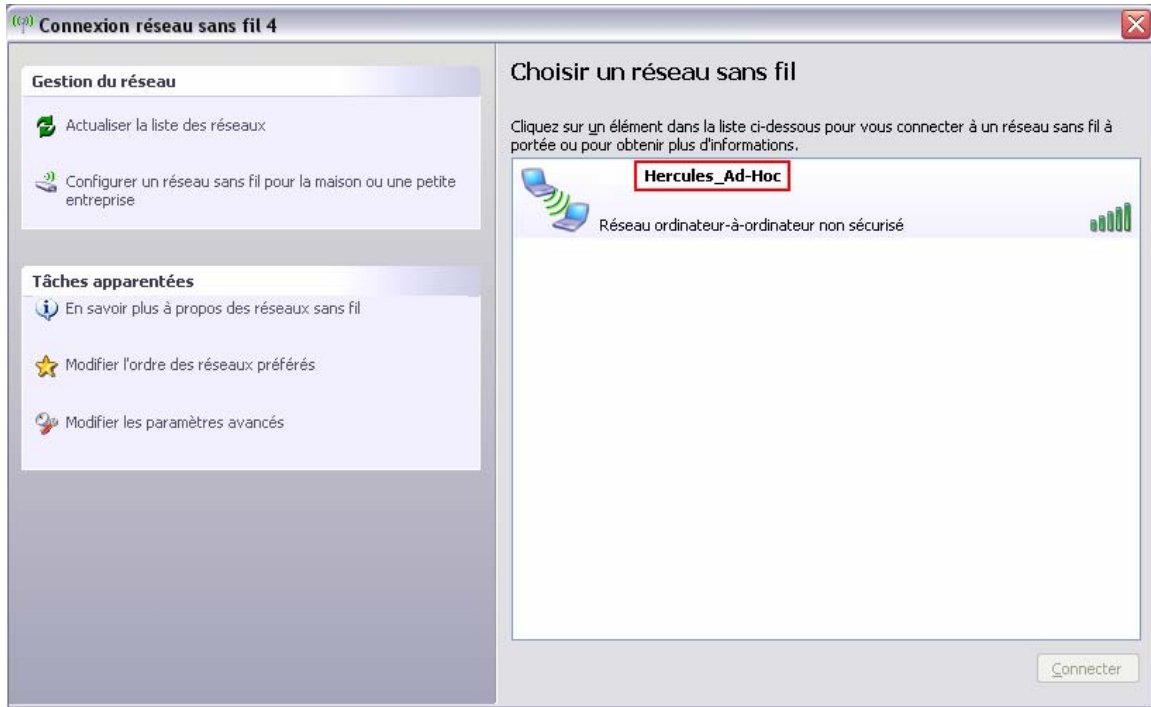 Connexion réseau sans fil 4
Gestion du réseau
Actualiser la liste des réseaux
Configurer un réseau sans fil pour la maison ou une petite
entreprise
Tâches apparentées
En savoir plus à propos des réseaux sans fil
Modifier l'ordre des réseaux préférés
Modifier les paramètres avancés
Choisir un réseau sans fil
Cliquez sur un élément dans la liste ci-dessous pour vous connecter à un réseau sans fil à
portée ou pour obtenir plus d'informations.
Hercules_Ad-Hoc
Réseau ordinateur-à-ordinateur non sécurisé
Connecter